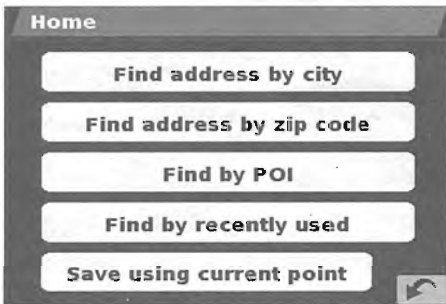 Home
Find address by city
Find address by zip code
Find by POI
Find by recently used
Save using current point